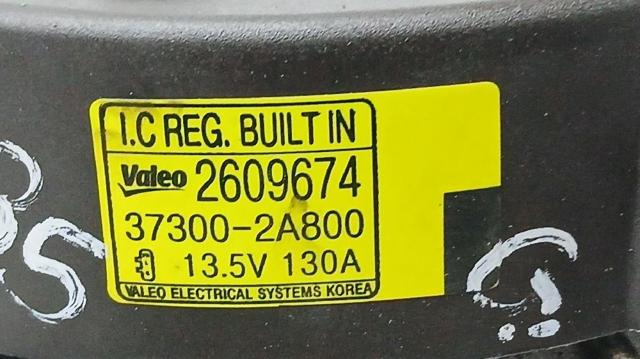 I.C REG. BUILT IN
Valeo 2609674
37300-2A800
13.5V 130A
VALEO ELECTRICAL SYSTEMS KOREA